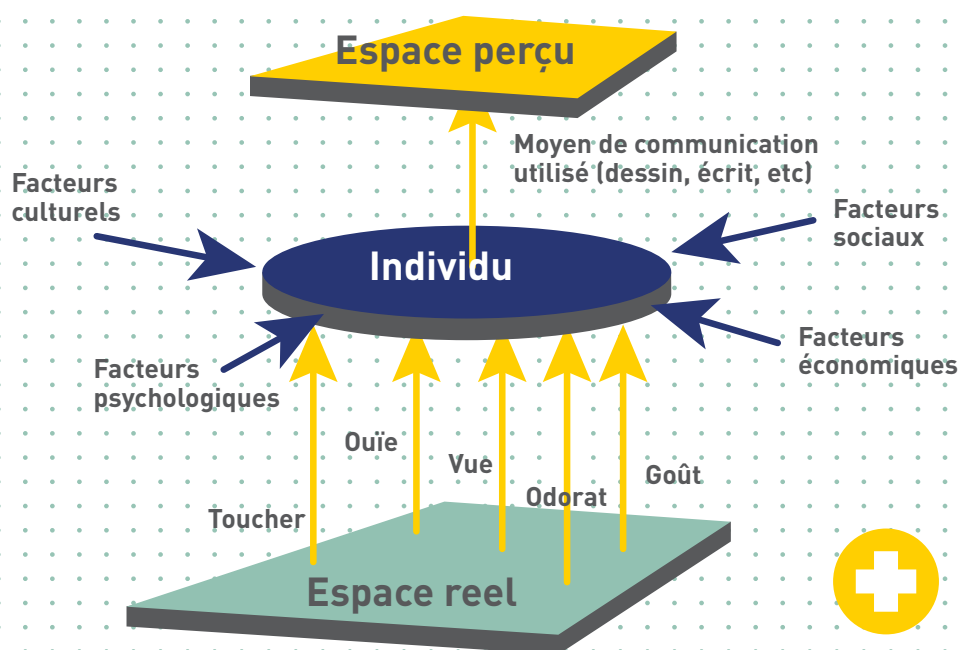 Espace perçu
Moyen de communication
utilisé (dessin, écrit, etc)
Facteurs
culturels
Facteurs
sociaux
Individu
Facteurs
économiques
Facteurs
psychologiques
Ouïe
Vue
Goût
Odorat
Toucher
Espace reel